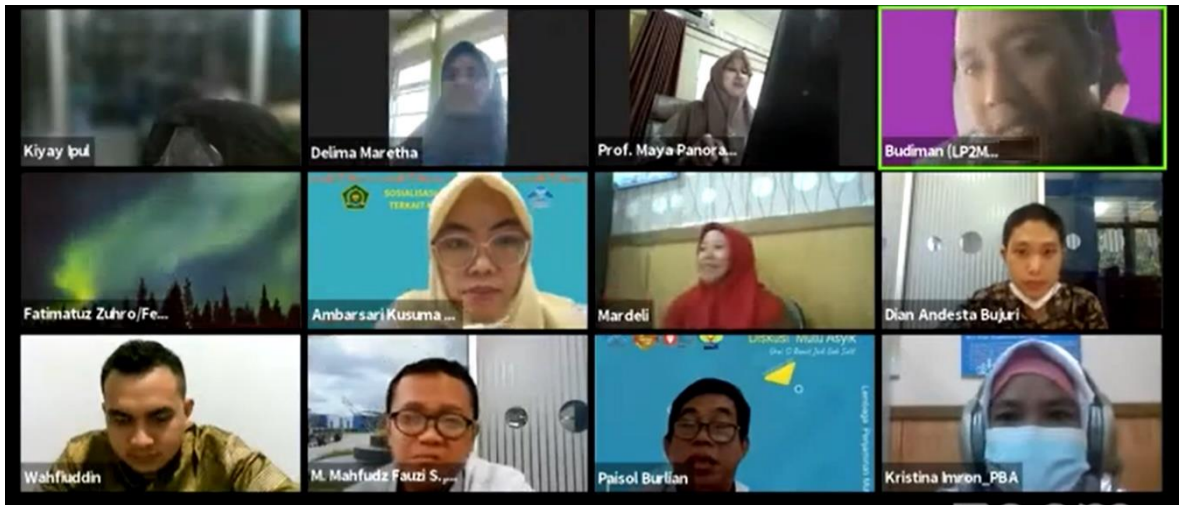 Kiyay Ipul
Delima Maretha
Prof. Maya Panora...
Budiman (LP2M...
SOSIALISASI
TERKAIT
Fatimatuz Zuhro/Fe...
Ambarsari Kusuma ...
Mardeli
Dian Andesta Bujuri
Diskusi Mutu Asyik
Wahfiuddin
M. Mahfudz Fauzi S.,...
Paisol Burlian
Kristina Imron_PBA